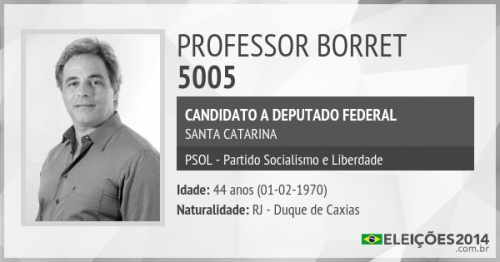 PROFESSOR BORRET
5005
CANDIDATO A DEPUTADO FEDERAL
SANTA CATARINA
PSOL - Partido Socialismo e Liberdade
Idade: 44 anos (01-02-1970)
Naturalidade: RJ - Duque de Caxias
ELEIÇÕES2014
.com.br